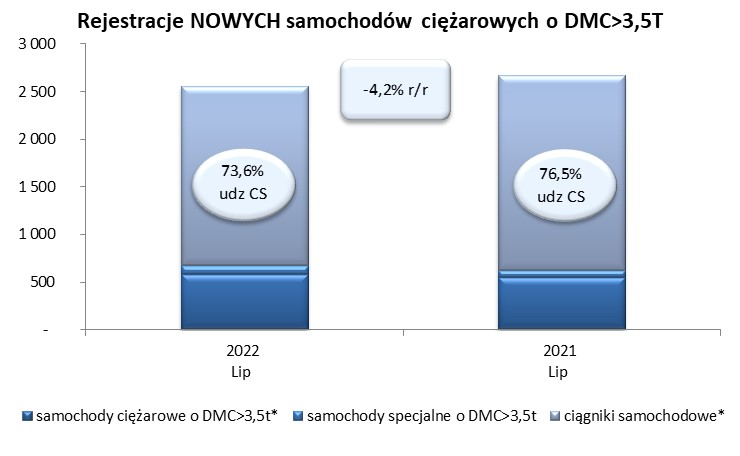 Rejestracje NOWYCH samochodów ciężarowych o DMC>3,5T
3 000
2 500
2 000
1 500
1 000
500
-
-4,2% r/r
73,6%
udz CS
76,5%
udz CS
2022
2021
Lip
Lip
samochody ciężarowe o DMC>3,5t*
samochody specjalne o DMC>3,5t
ciągniki samochodowe*